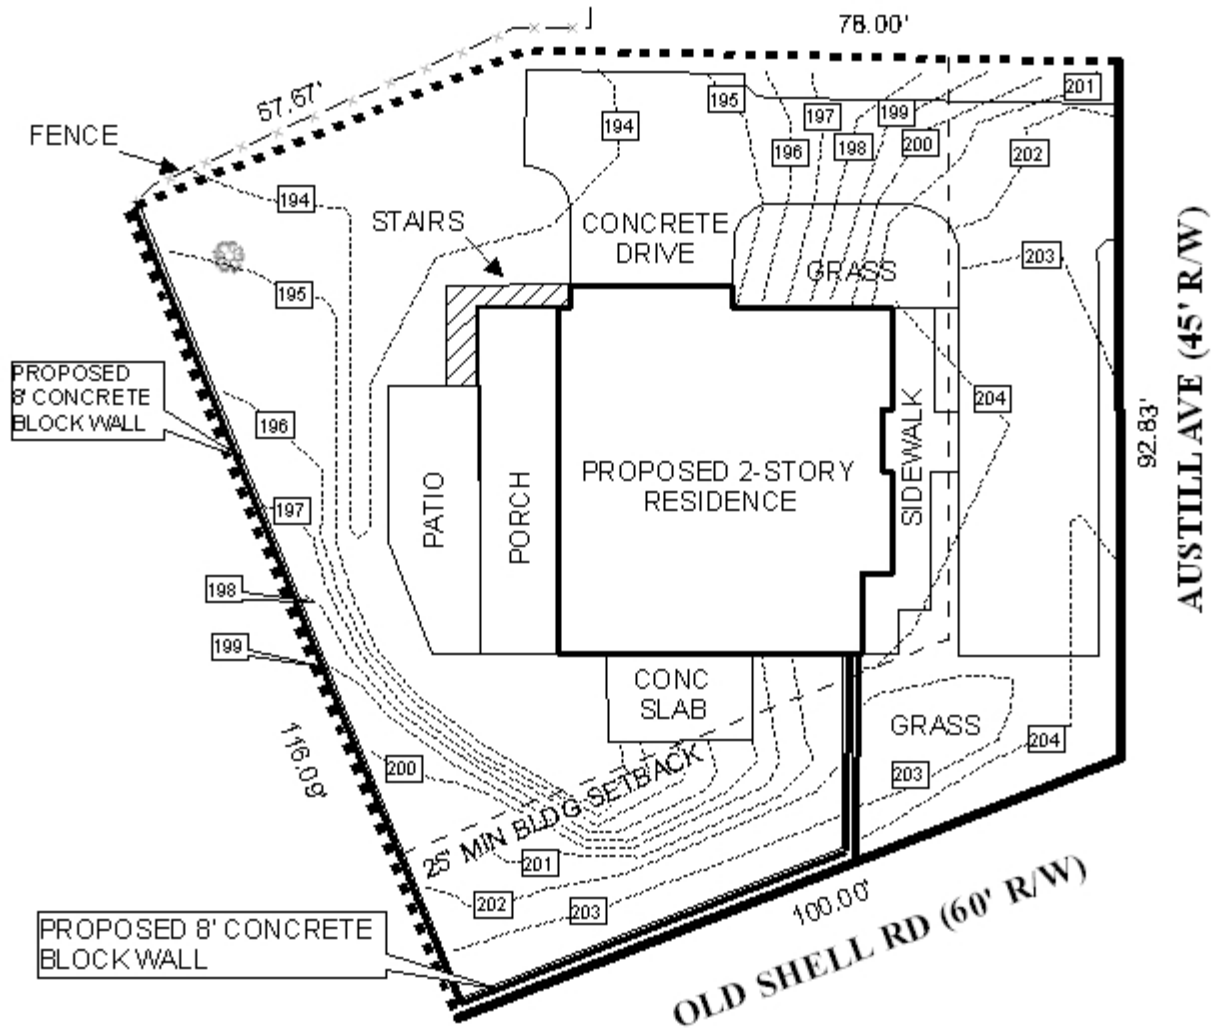 78.00'
57.67'
FENCE
201
195
194
197
199
196
198
200
202
194
STAIRS
CONCRETE
DRIVE
GRASS
203
195
PROPOSED
8' CONCRETE
BLOCK WALL
196
204
AUSTILL AVE (45' R/W)
92.83'
SIDEWALK
PROPOSED 2-STORY
RESIDENCE
PATIO
PORCH
197
198
199
CONC
SLAB
GRASS
116.09'
200
204
203
25' MIN BLDG SETBACK
201
202
203
100.00'
OLD SHELL RD (60' R/W)
PROPOSED 8' CONCRETE
BLOCK WALL